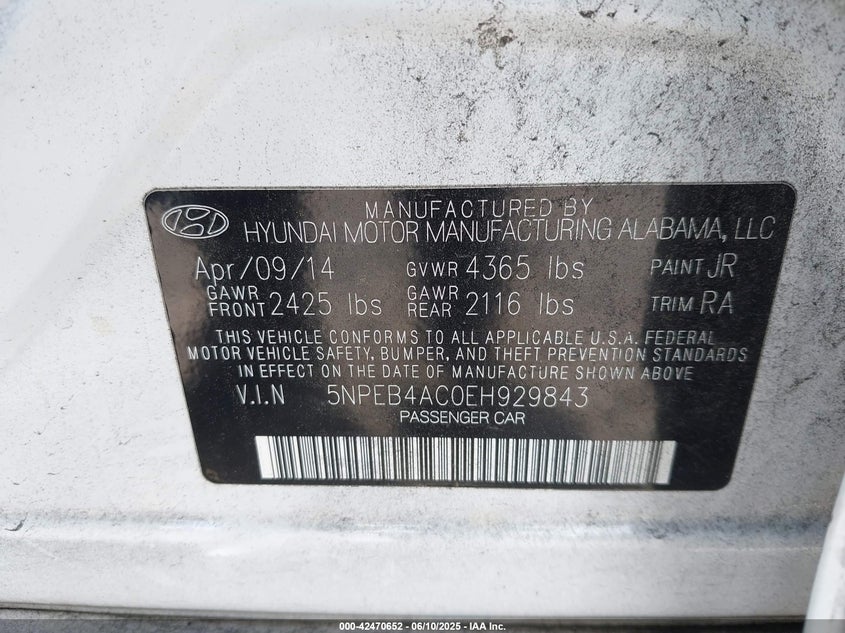 MANUFACTURED BY
HYUNDAI MOTOR MANUFACTURING ALABAMA, LLC
Apr/09/14 GVWR 4365 lbs PAINT JR
GAWR FRONT 2425 lbs GAWR REAR 2116 lbs TRIM RA
THIS VEHICLE CONFORMS TO ALL APPLICABLE U.S.A. FEDERAL
MOTOR VEHICLE SAFETY, BUMPER, AND THEFT PREVENTION STANDARDS
IN EFFECT ON THE DATE OF MANUFACTURE SHOWN ABOVE
V.I.N 5NPEB4AC0EH929843
PASSENGER CAR
000-42470652 - 06/10/2025 - IAA Inc.